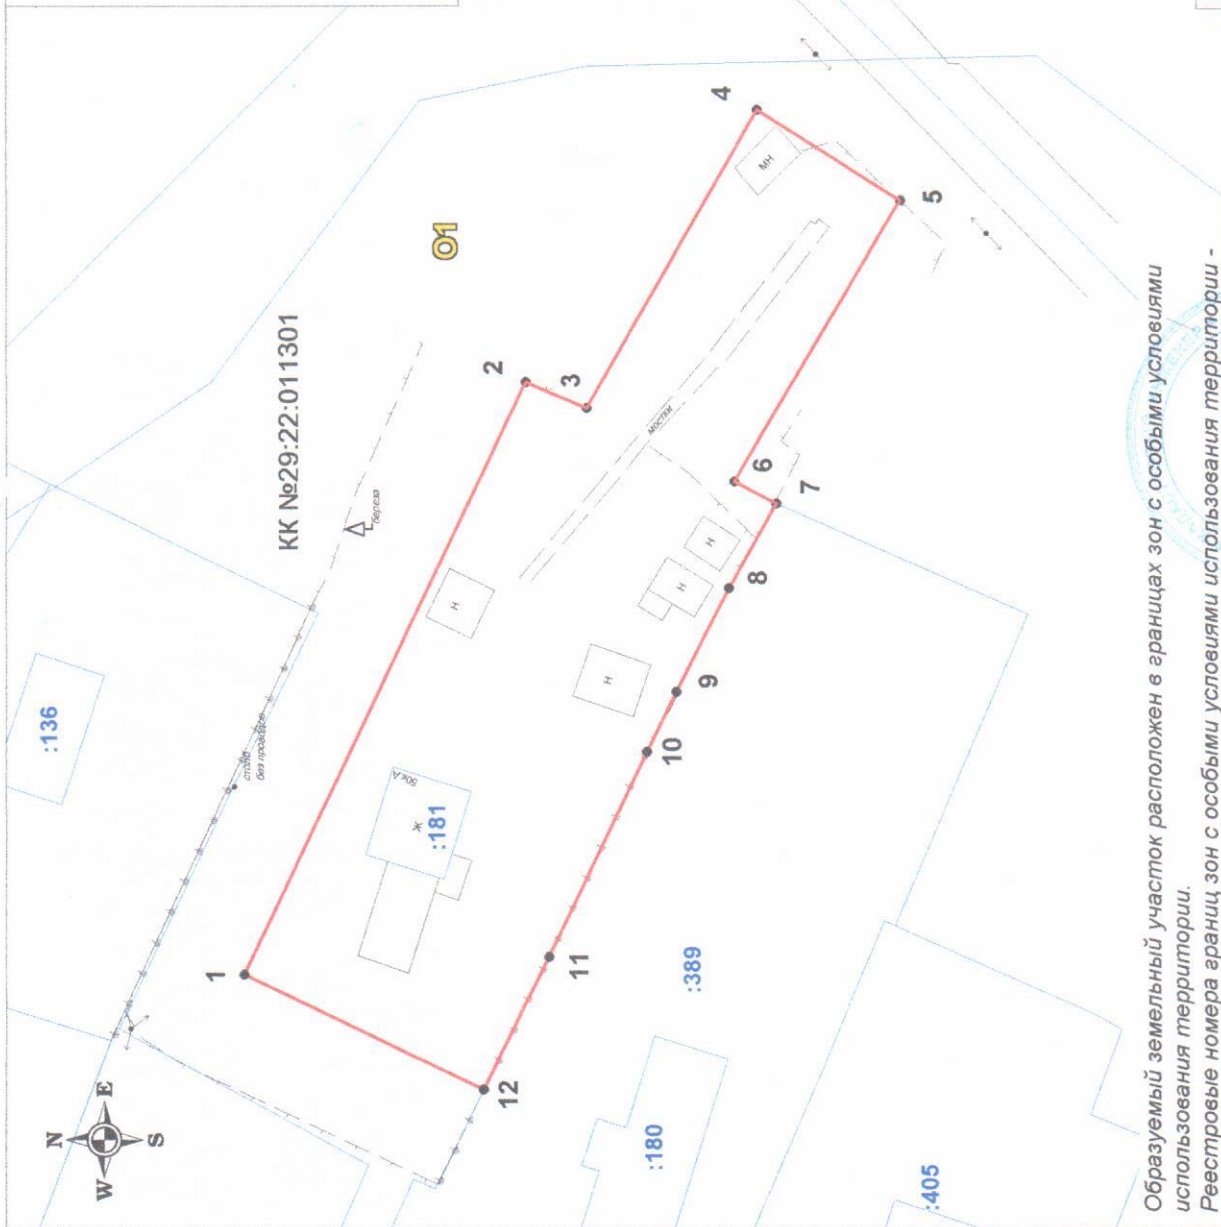 N
W E
S
:136
столб
без проводов
КК №29:22:011301
береза
О1
1
2
3
4
5
6
7
8
9
10
11
12
50к.А
Ж
:181
Н
Н
Н
Н
МН
мостки
:389
:180
:405
Образуемый земельный участок расположен в границах зон с особыми условиями
использования территории.
Реестровые номера границ зон с особыми условиями использования территории -